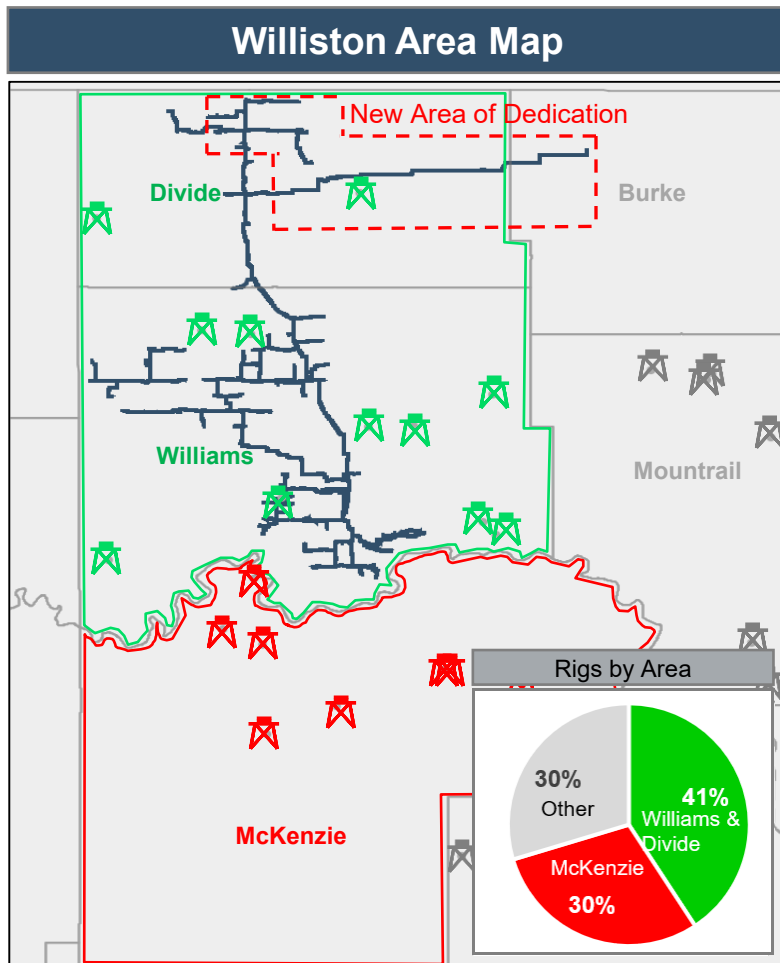 Williston Area Map
New Area of Dedication
Divide
Burke
Williams
Mountrail
Rigs by Area
30%
Other
41%
Williams &
Divide
McKenzie
30%
McKenzie